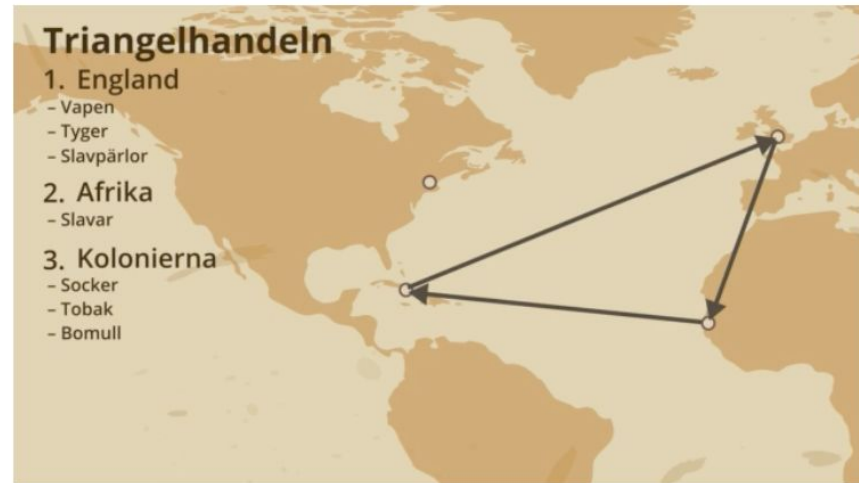 Triangelhandeln
1. England
– Vapen
– Tyger
– Slavpärlor
2. Afrika
– Slavar
3. Kolonierna
– Socker
– Tobak
– Bomull